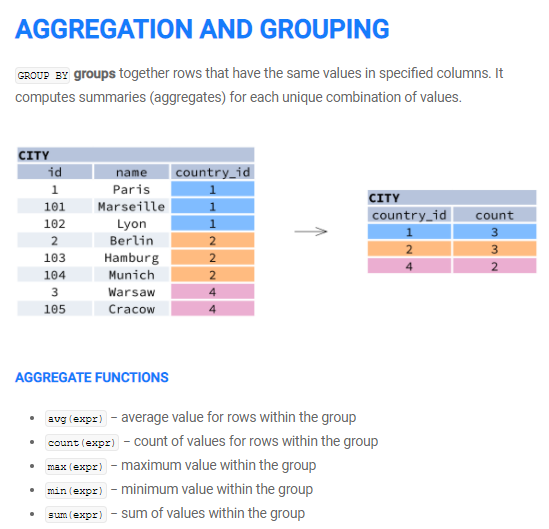 AGGREGATION AND GROUPING
GROUP BY groups together rows that have the same values in specified columns. It
computes summaries (aggregates) for each unique combination of values.
CITY
id name country_id
1 Paris 1
101 Marseille 1
102 Lyon 1
2 Berlin 2
103 Hamburg 2
104 Munich 2
3 Warsaw 4
105 Cracow 4
CITY
country_id count
1 3
2 3
4 2
AGGREGATE FUNCTIONS
• avg(expr) – average value for rows within the group
• count(expr) – count of values for rows within the group
• max(expr) – maximum value within the group
• min(expr) – minimum value within the group
• sum(expr) – sum of values within the group